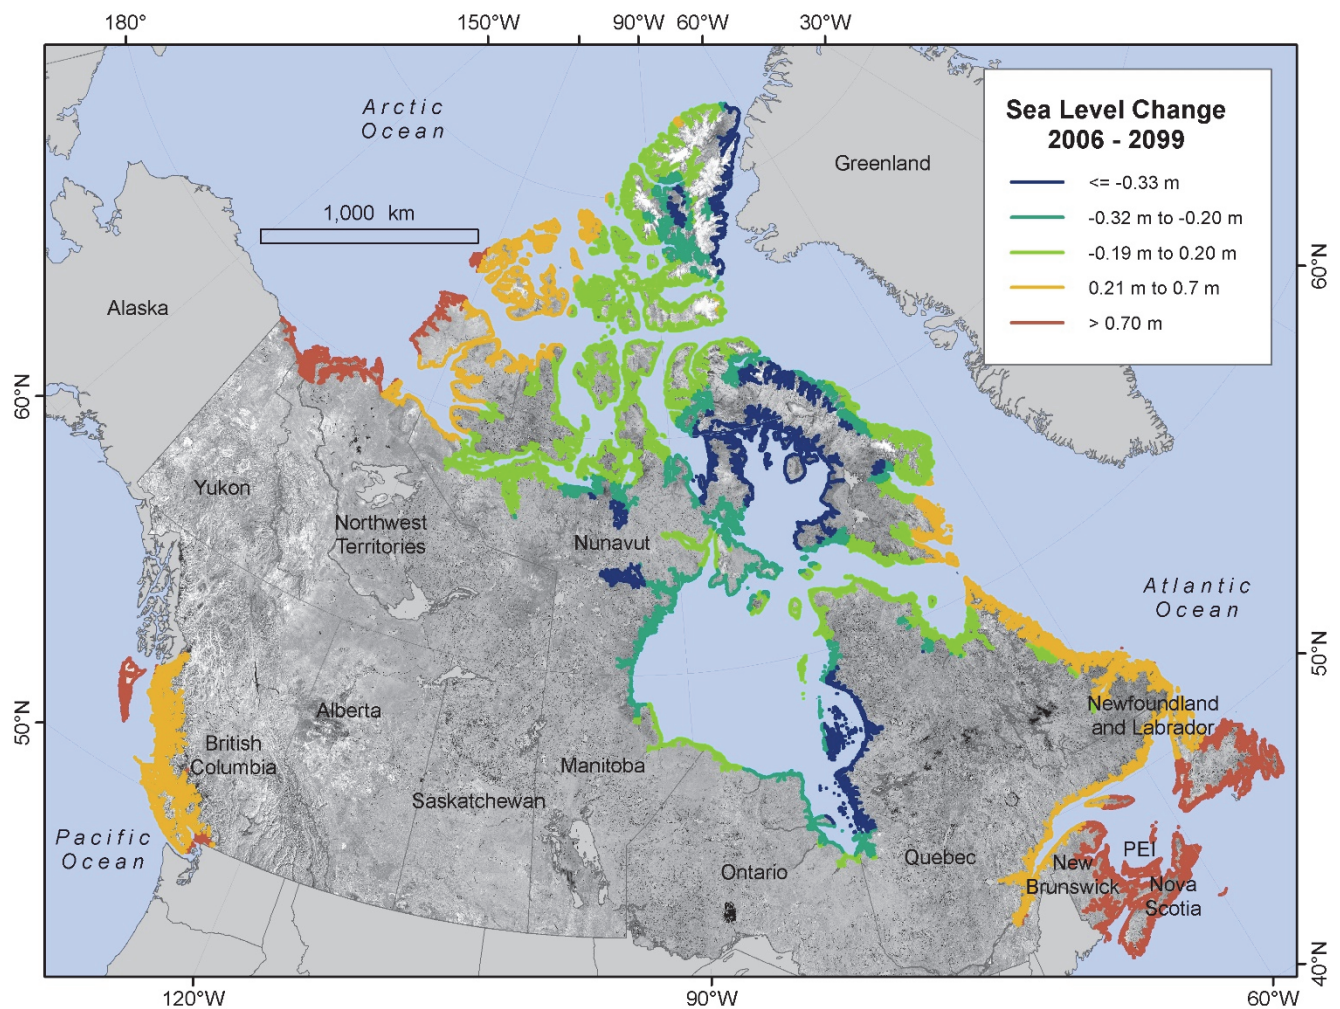 180°
150°W
90°W
60°W
30°W
Arctic
Ocean
Sea Level Change
2006 - 2099
<= -0.33 m
-0.32 m to -0.20 m
-0.19 m to 0.20 m
0.21 m to 0.7 m
> 0.70 m
Greenland
1,000 km
60°N
Alaska
60°N
Yukon
Northwest
Territories
Nunavut
Atlantic
Ocean
50°N
50°N
Alberta
British
Columbia
Newfoundland
and Labrador
Manitoba
Saskatchewan
Pacific
Ocean
Ontario
Quebec
PEI
New
Brunswick
Nova
Scotia
40°N
120°W
90°W
60°W